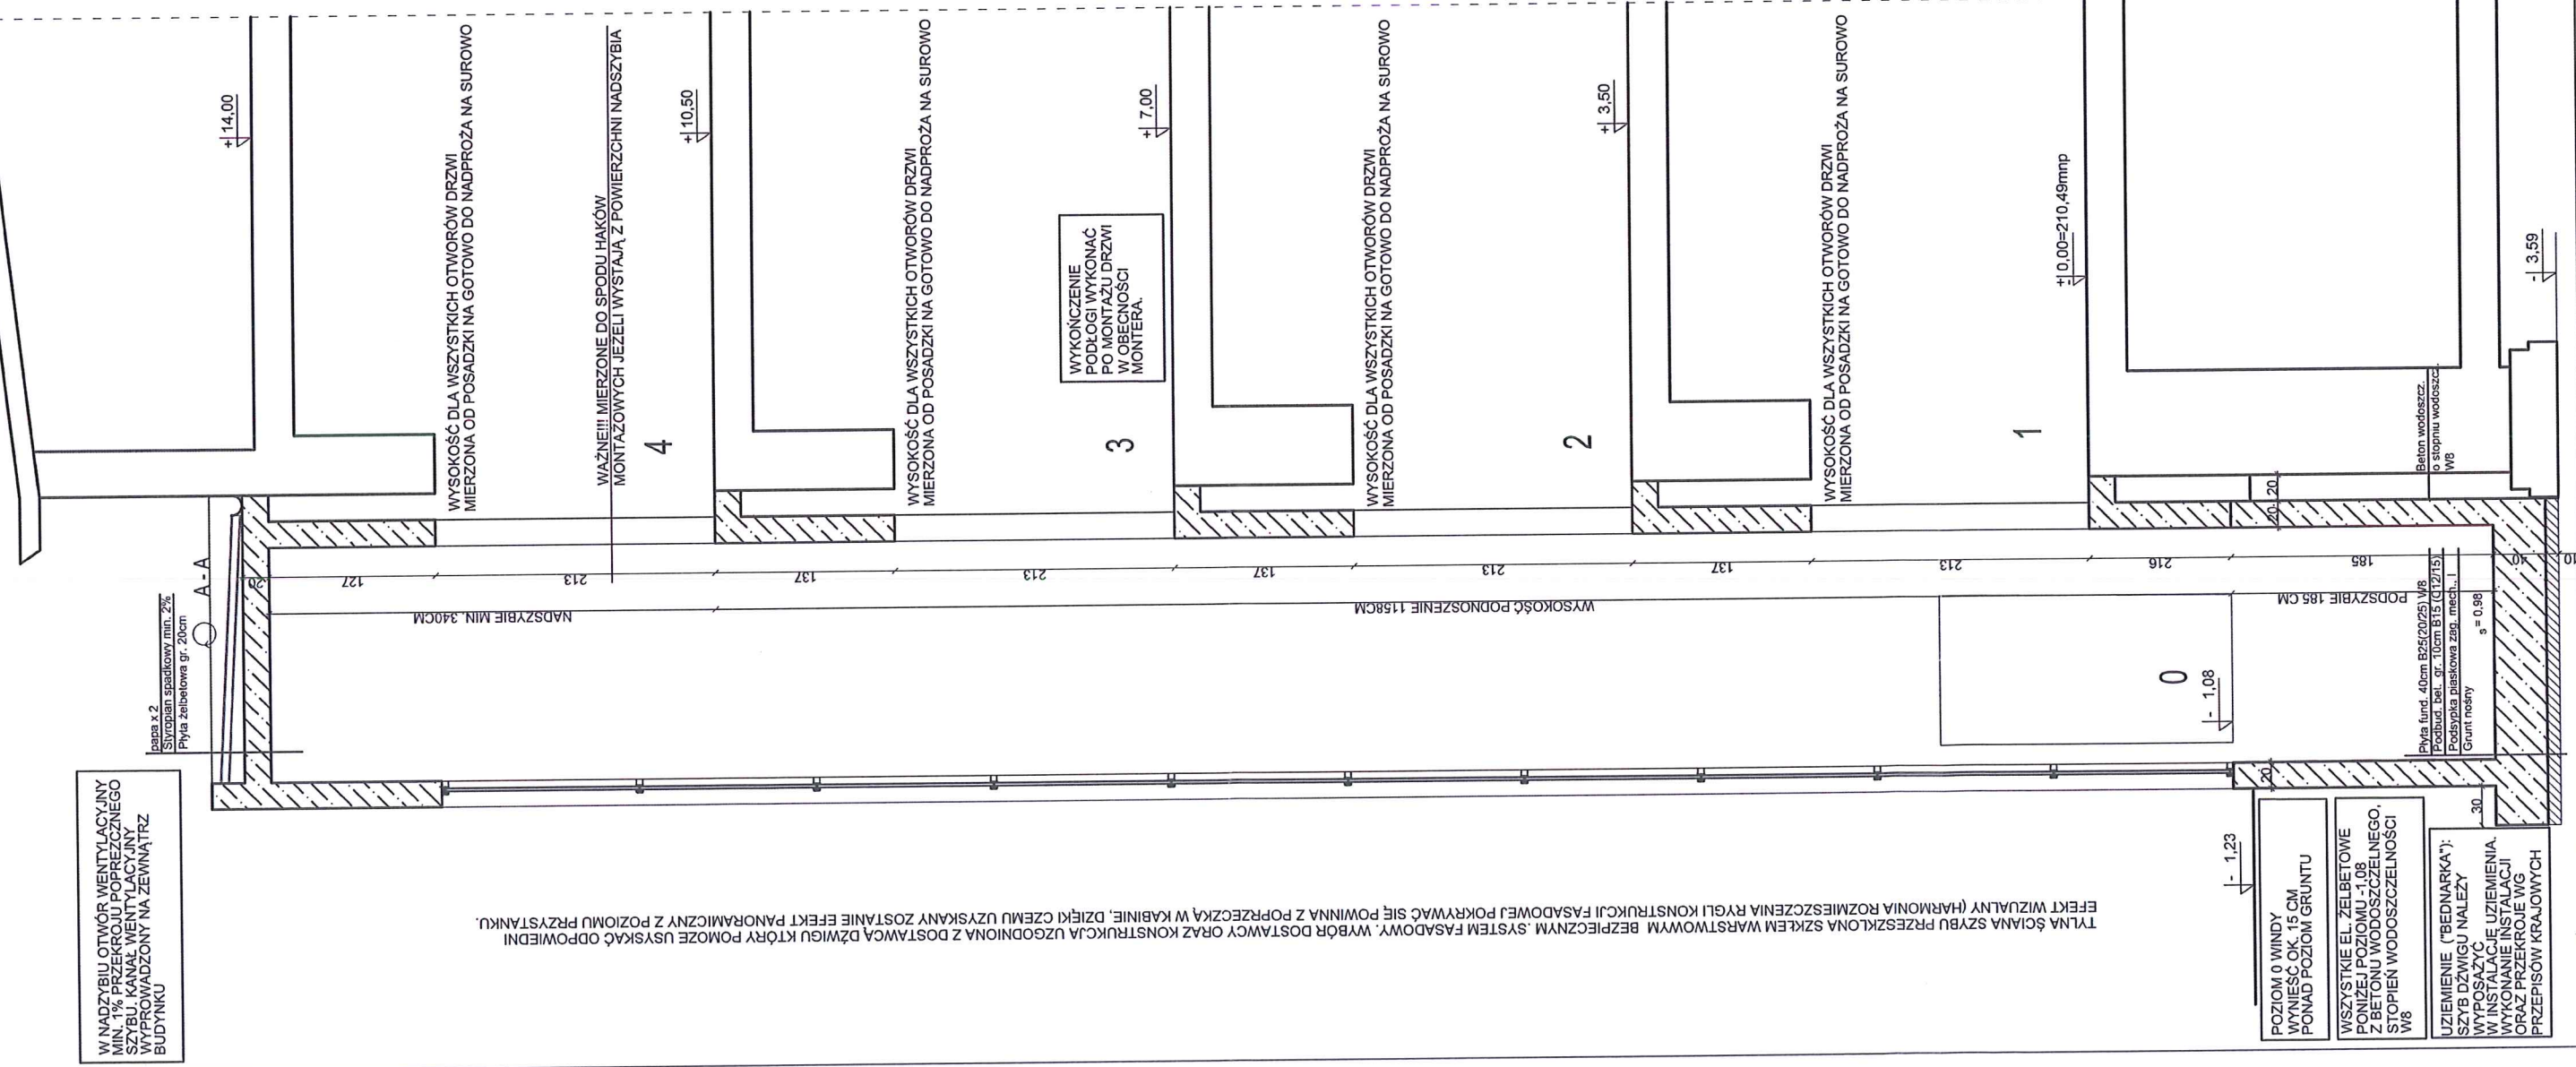 W NADZYBIU OTWÓR WENTYLACYJNY
MIN. 1% PRZEKROJU POPRZECZNEGO
SZYBU. KANAŁ WENTYLACYJNY
WYPROWADZONY NA ZEWNĄTRZ
BUDYNKU
papa x 2
Styropian spadkowy min. 2%
Płyta żelbetowa gr. 20cm
A - A
+14,00
WYSOKOŚĆ DLA WSZYSTKICH OTWORÓW DRZWI
MIERZONA OD POSADZKI NA GOTOWO DO NADPROŻA NA SUROWO
WAŻNE!!! MIERZONE DO SPODU HAKÓW
MONTAŻOWYCH JEŻELI WYSTAJĄ Z POWIERZCHNI NADSZYBIA
4
+10,50
WYSOKOŚĆ DLA WSZYSTKICH OTWORÓW DRZWI
MIERZONA OD POSADZKI NA GOTOWO DO NADPROŻA NA SUROWO
WYKOŃCZENIE
PODŁOGI WYKONAĆ
PO MONTAŻU DRZWI
W OBECNOŚCI
MONTERA.
3
+ 7,00
WYSOKOŚĆ DLA WSZYSTKICH OTWORÓW DRZWI
MIERZONA OD POSADZKI NA GOTOWO DO NADPROŻA NA SUROWO
2
+ 3,50
WYSOKOŚĆ DLA WSZYSTKICH OTWORÓW DRZWI
MIERZONA OD POSADZKI NA GOTOWO DO NADPROŻA NA SUROWO
1
±0,00=210,49mnp
- 3,59
Beton wodoszcz.
o stopniu wodoszcz.
W8
20
20
20
127
213
137
213
137
213
137
213
216
185
40
10
NADSZYBIE MIN. 340CM
WYSOKOŚĆ PODNOSZENIE 1158CM
PODSZYBIE 185 CM
0
- 1,08
Płyta fund. 40cm B25(20/25) W8
Podbud. bet. gr. 10cm B15 (C12/15)
Podsypka piaskowa zag. mech., I
s = 0,98
Grunt nośny
20
30
- 1,23
TYLNA ŚCIANA SZYBU PRZESZKLONA SZKŁEM WARSTWOWYM BEZPIECZNYM .SYSTEM FASADOWY. WYBÓR DOSTAWCY ORAZ KONSTRUKCJA UZGODNIONA Z DOSTAWCĄ DŹWIGU KTÓRY POMOŻE USYSKAĆ ODPOWIEDNI
EFEKT WIZUALNY (HARMONIA ROZMIESZCZENIA RYGLI KONSTRUKCJI FASADOWEJ POKRYWAĆ SIĘ POWINNA Z POPRZECZKĄ W KABINIE, DZIĘKI CZEMU UZYSKANY ZOSTANIE EFEKT PANORAMICZNY Z POZIOMU PRZYSTANKU.
POZIOM 0 WINDY
WYNIEŚĆ OK. 15 CM
PONAD POZIOM GRUNTU
WSZYSTKIE EL. ŻELBETOWE
PONIŻEJ POZIOMU -1,08
Z BETONU WODOSZCZELNEGO,
STOPIEŃ WODOSZCZELNOŚCI
W8
UZIEMIENIE ("BEDNARKA"):
SZYB DŹWIGU NALEŻY
WYPOSAŻYĆ
W INSTALACJĘ UZIEMIENIA.
WYKONANIE INSTALACJI
ORAZ PRZEKROJE WG
PRZEPISÓW KRAJOWYCH